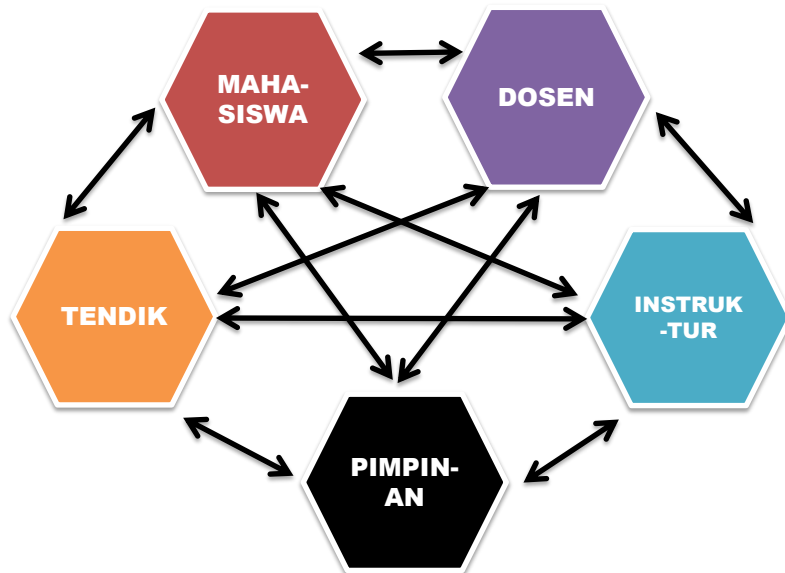 MAHA-
SISWA
DOSEN
TENDIK
INSTRUK
-TUR
PIMPIN-
AN